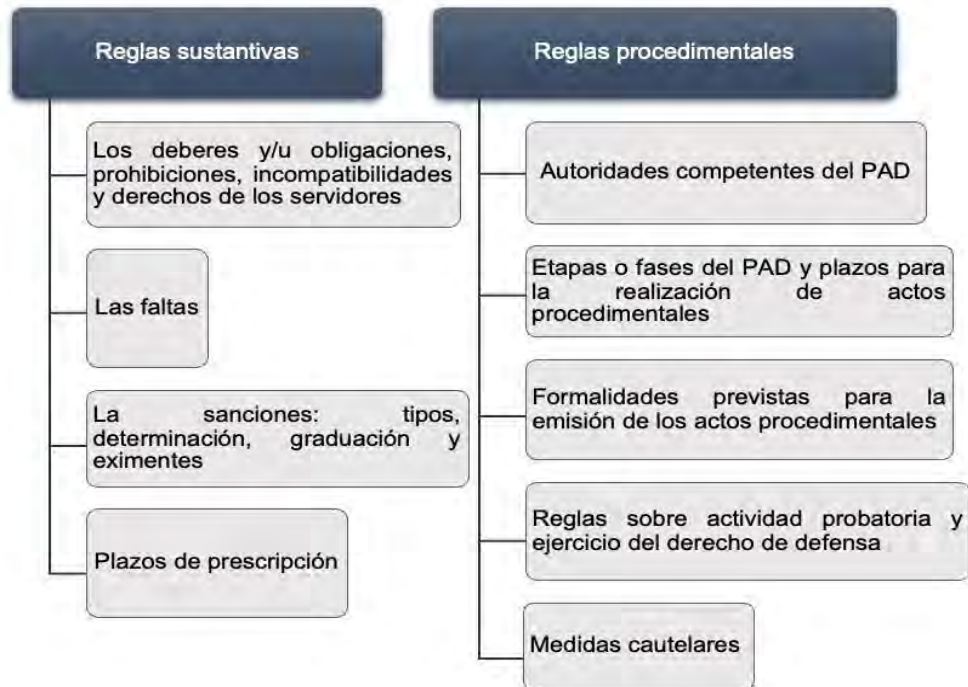 Reglas sustantivas
Los deberes y/u obligaciones,
prohibiciones, incompatibilidades
y derechos de los servidores
Las faltas
La sanciones: tipos,
determinación, graduación y
eximentes
Plazos de prescripción
Reglas procedimentales
Autoridades competentes del PAD
Etapas o fases del PAD y plazos para
la realización de actos
procedimentales
Formalidades previstas para la
emisión de los actos procedimentales
Reglas sobre actividad probatoria y
ejercicio del derecho de defensa
Medidas cautelares